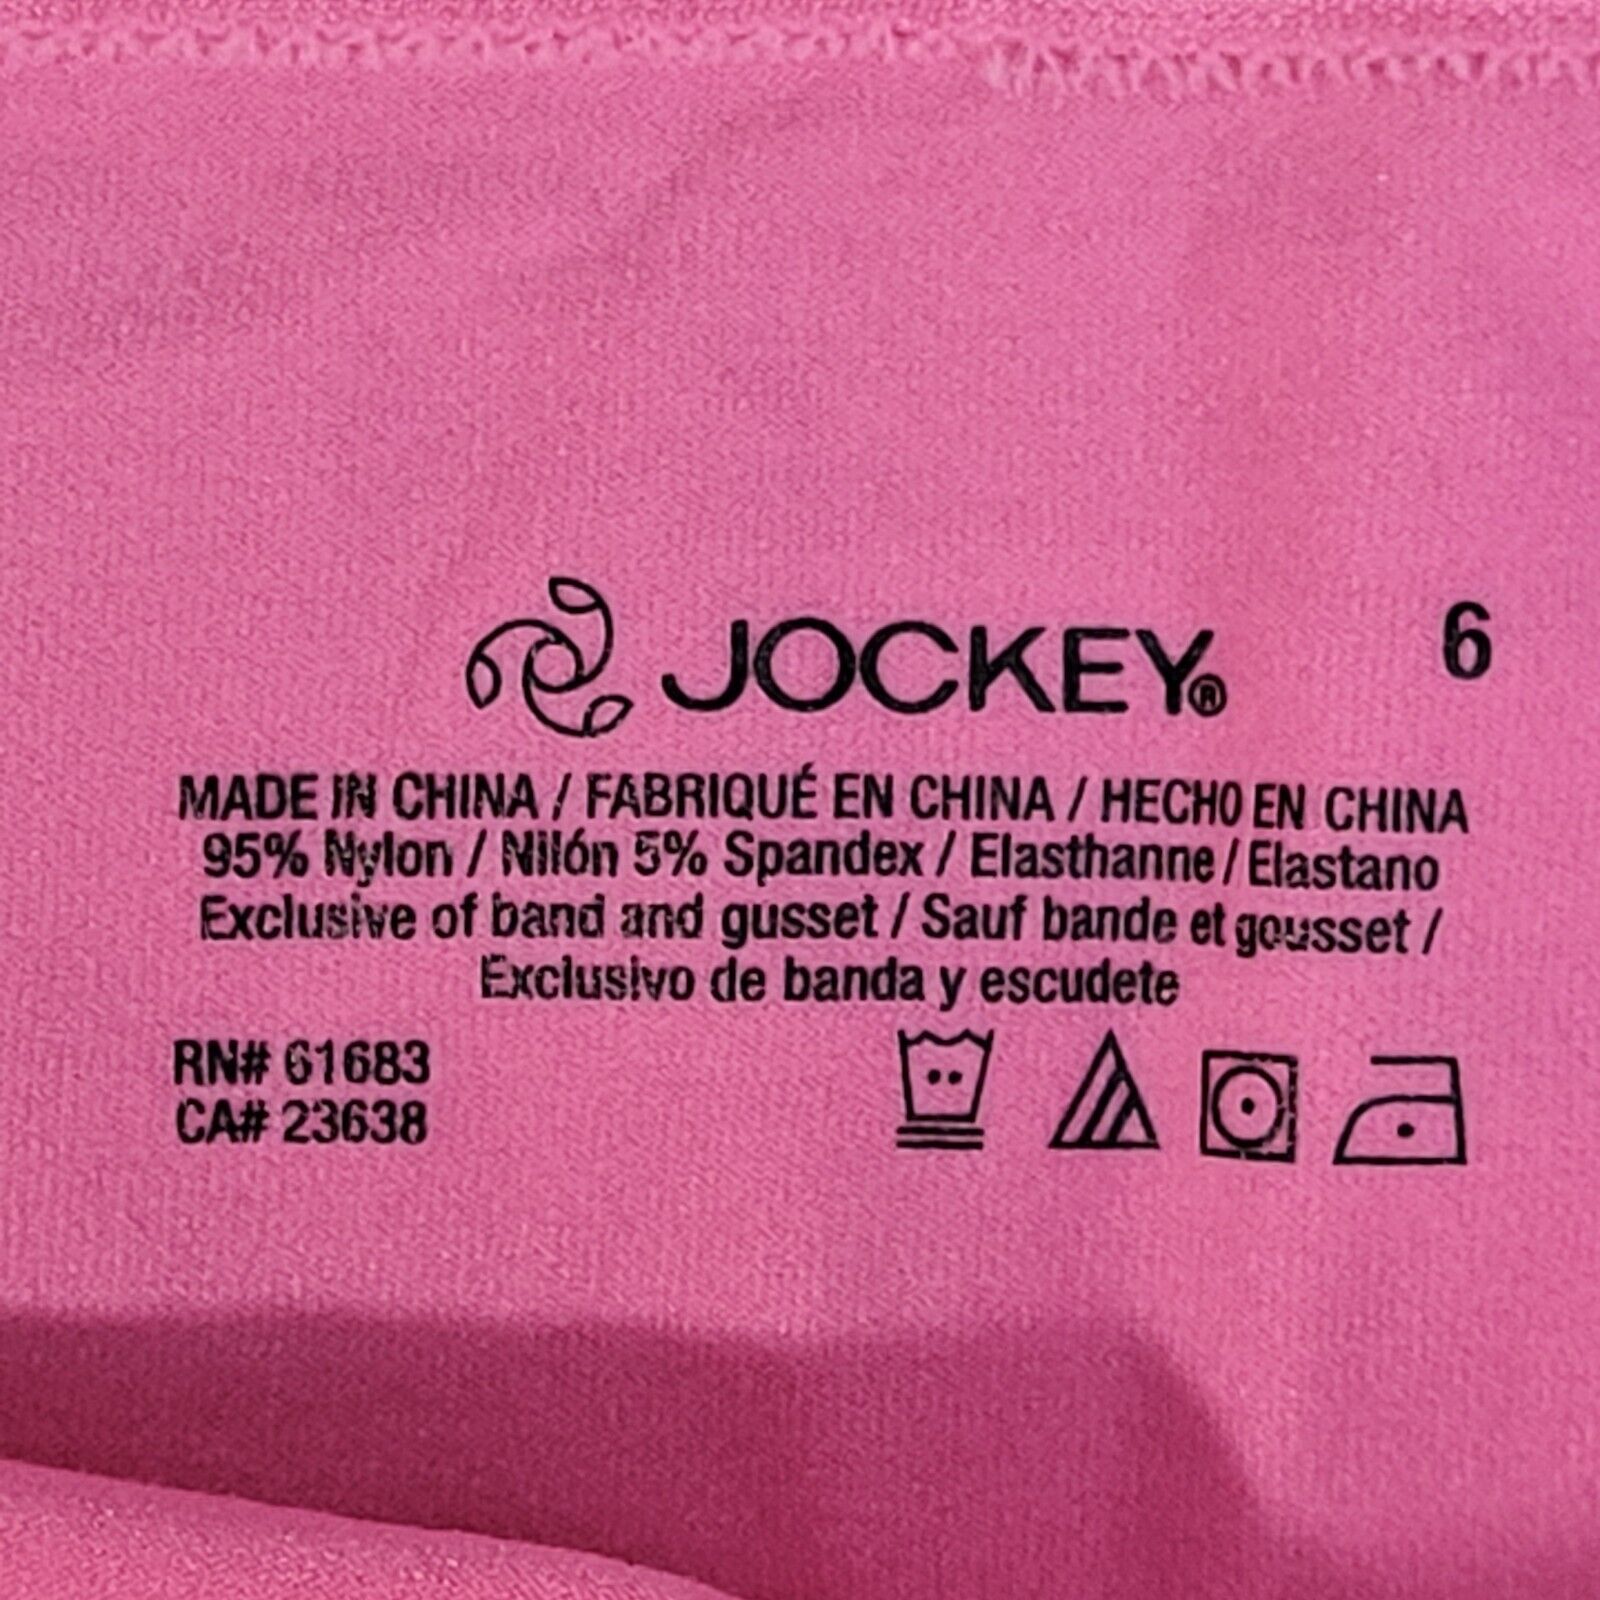 JOCKEY® 6
MADE IN CHINA / FABRIQUÉ EN CHINA / HECHO EN CHINA
95% Nylon / Nilón 5% Spandex / Elasthanne / Elastano
Exclusive of band and gusset / Sauf bande et gousset /
Exclusivo de banda y escudete
RN# 61683
CA# 23638